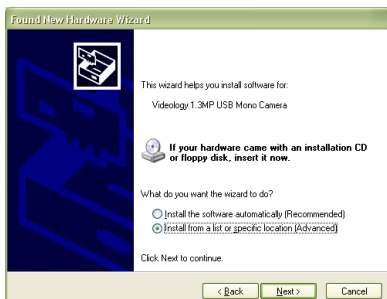 Found New Hardware Wizard
This wizard helps you install software for:
Videology 1.3MP USB Mono Camera
If your hardware came with an installation CD
or floppy disk, insert it now.
What do you want the wizard to do?
Install the software automatically (Recommended)
Install from a list or specific location (Advanced)
Click Next to continue.
< Back Next > Cancel